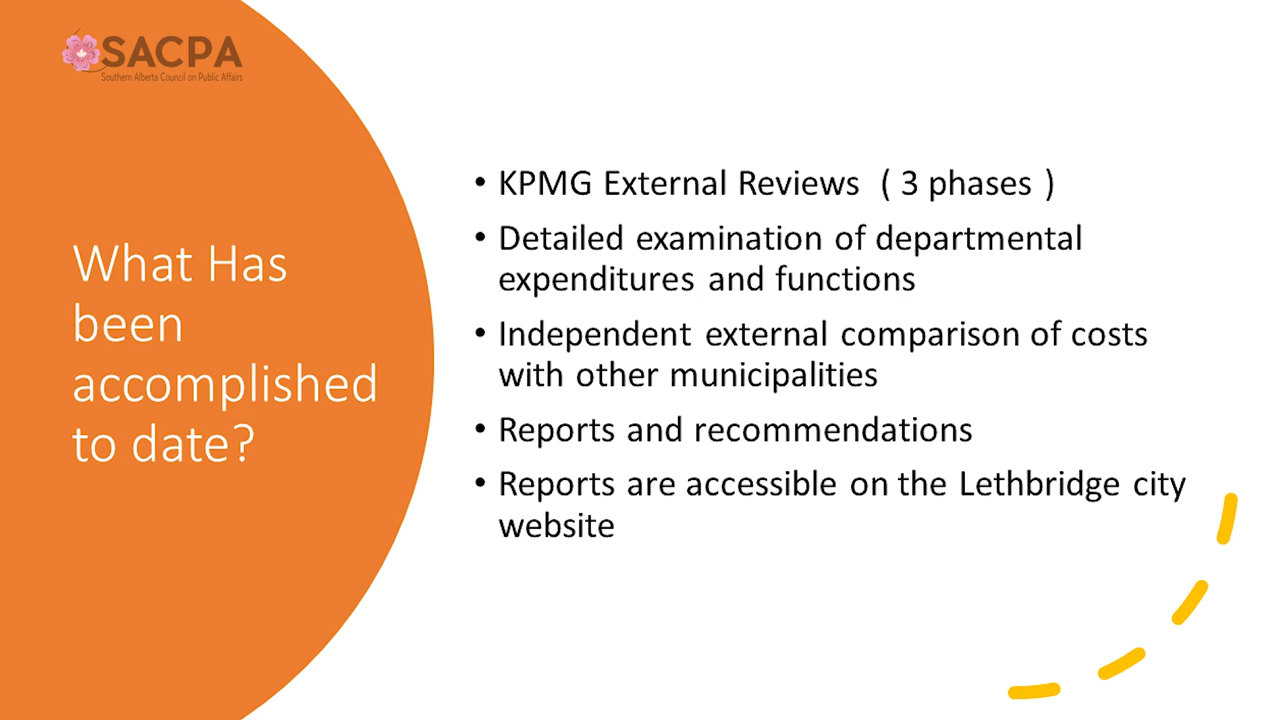 SACPA
Southern Alberta Council on Public Affairs
What Has
been
accomplished
to date?
• KPMG External Reviews ( 3 phases )
• Detailed examination of departmental
expenditures and functions
• Independent external comparison of costs
with other municipalities
• Reports and recommendations
• Reports are accessible on the Lethbridge city
website